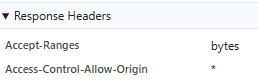 ▼ Response Headers
Accept-Ranges bytes
Access-Control-Allow-Origin *